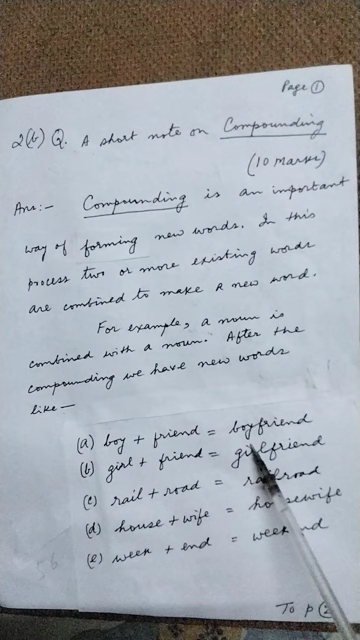 Page ①
2(b) Q. A short note on Compounding
(10 Marks)
Ans:- Compounding is an important
way of forming new words. In this
process two or more existing words
are combined to make a new word.
For example, a noun is
combined with a noun. After the
compounding we have new words
like—
(a) boy + friend = boyfriend
(b) girl + friend = girlfriend
(c) rail + road = railroad
(d) house + wife = housewife
(e) week + end = weekend
To P ②